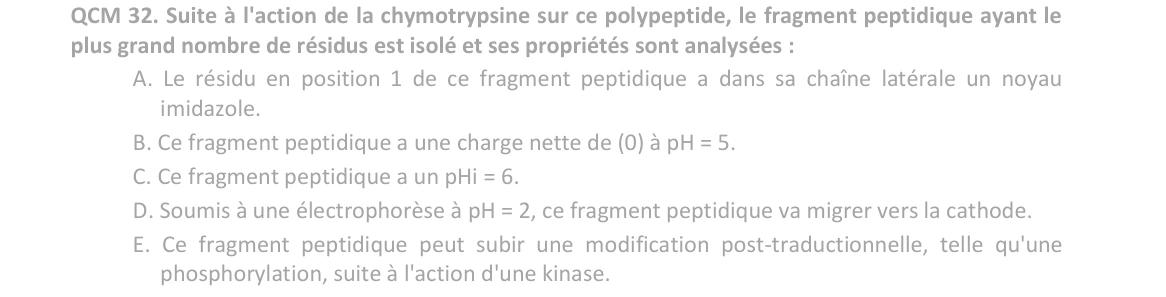 QCM 32. Suite à l'action de la chymotrypsine sur ce polypeptide, le fragment peptidique ayant le
plus grand nombre de résidus est isolé et ses propriétés sont analysées :
A. Le résidu en position 1 de ce fragment peptidique a dans sa chaîne latérale un noyau
imidazole.
B. Ce fragment peptidique a une charge nette de (0) à pH = 5.
C. Ce fragment peptidique a un pHi = 6.
D. Soumis à une électrophorèse à pH = 2, ce fragment peptidique va migrer vers la cathode.
E. Ce fragment peptidique peut subir une modification post-traductionnelle, telle qu'une
phosphorylation, suite à l'action d'une kinase.